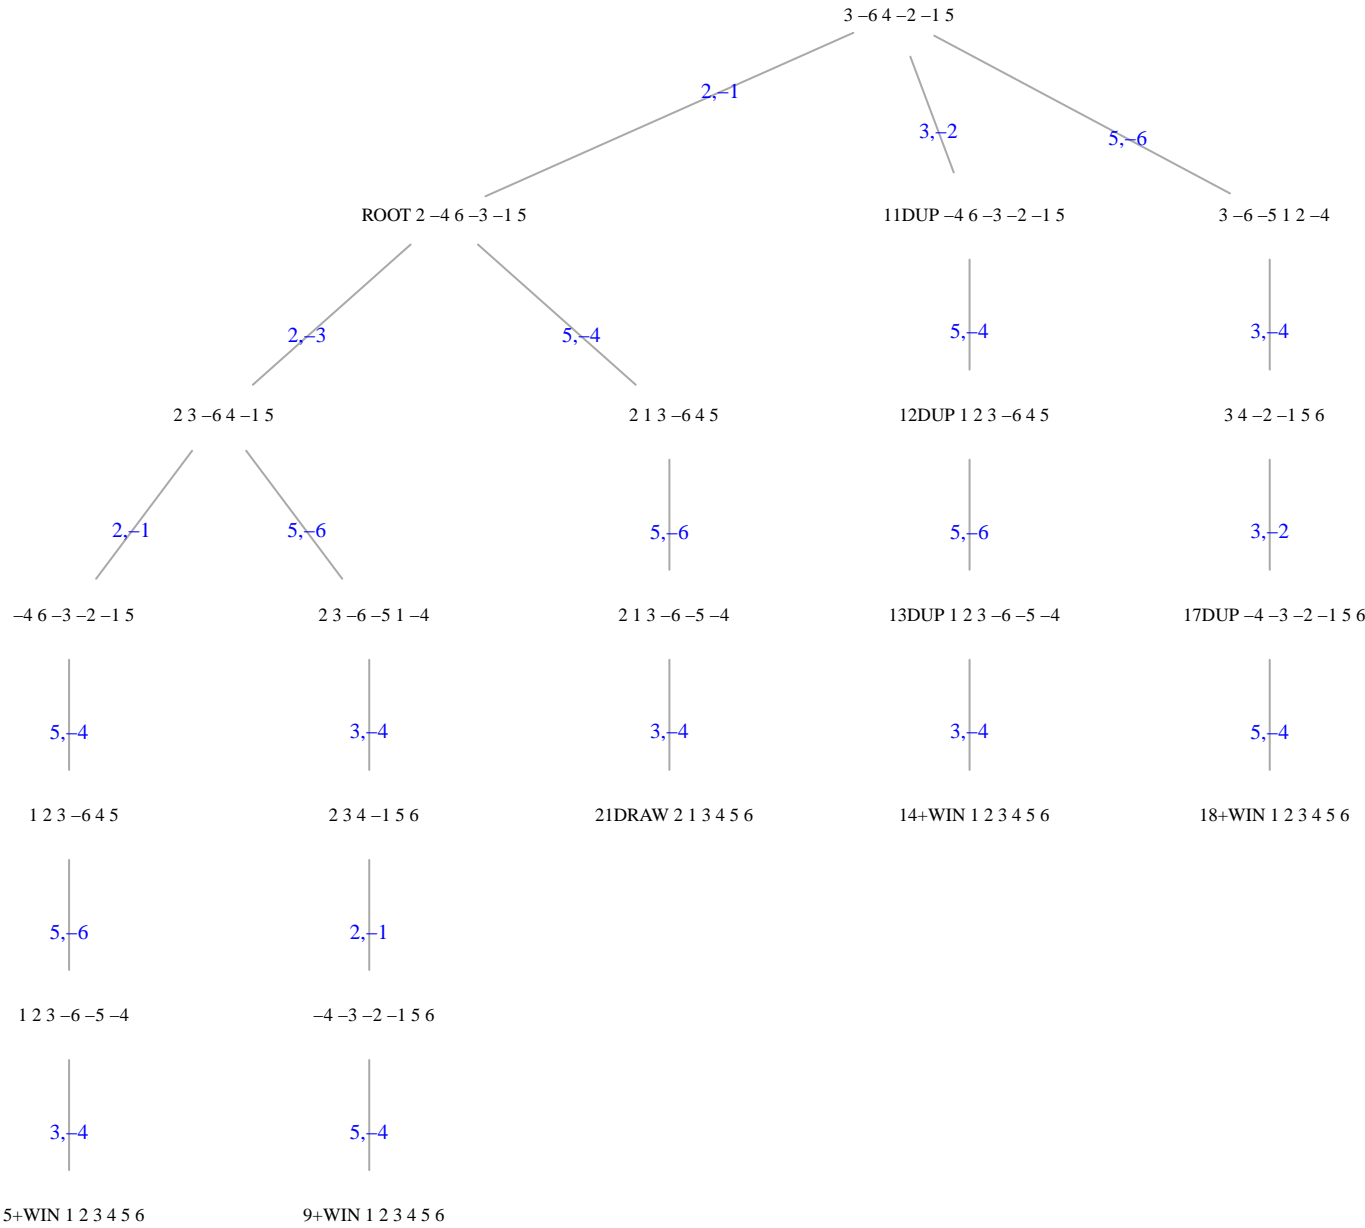 3 –6 4 –2 –1 5
2,–1
3,–2
5,–6
ROOT 2 –4 6 –3 –1 5
11DUP –4 6 –3 –2 –1 5
3 –6 –5 1 2 –4
2,–3
5,–4
5,–4
3,–4
2 3 –6 4 –1 5
2 1 3 –6 4 5
12DUP 1 2 3 –6 4 5
3 4 –2 –1 5 6
2,–1
5,–6
5,–6
5,–6
3,–2
–4 6 –3 –2 –1 5
2 3 –6 –5 1 –4
2 1 3 –6 –5 –4
13DUP 1 2 3 –6 –5 –4
17DUP –4 –3 –2 –1 5 6
5,–4
3,–4
3,–4
3,–4
5,–4
1 2 3 –6 4 5
2 3 4 –1 5 6
21DRAW 2 1 3 4 5 6
14+WIN 1 2 3 4 5 6
18+WIN 1 2 3 4 5 6
5,–6
2,–1
1 2 3 –6 –5 –4
–4 –3 –2 –1 5 6
3,–4
5,–4
5+WIN 1 2 3 4 5 6
9+WIN 1 2 3 4 5 6